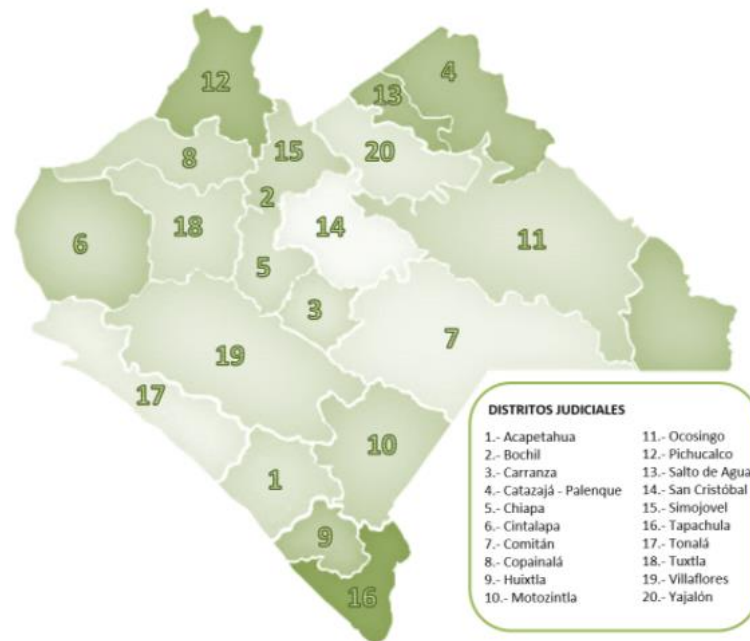 4
12
13
15
20
8
2
18
14
6
11
5
3
7
19
17
10
1
9
16
DISTRITOS JUDICIALES
1.- Acapetahua
2.- Bochil
3.- Carranza
4.- Catazajá - Palenque
5.- Chiapa
6.- Cintalapa
7.- Comitán
8.- Copainalá
9.- Huixtla
10.- Motozintla
11.- Ocosingo
12.- Pichucalco
13.- Salto de Agua
14.- San Cristóbal
15.- Simojovel
16.- Tapachula
17.- Tonalá
18.- Tuxtla
19.- Villaflores
20.- Yajalón